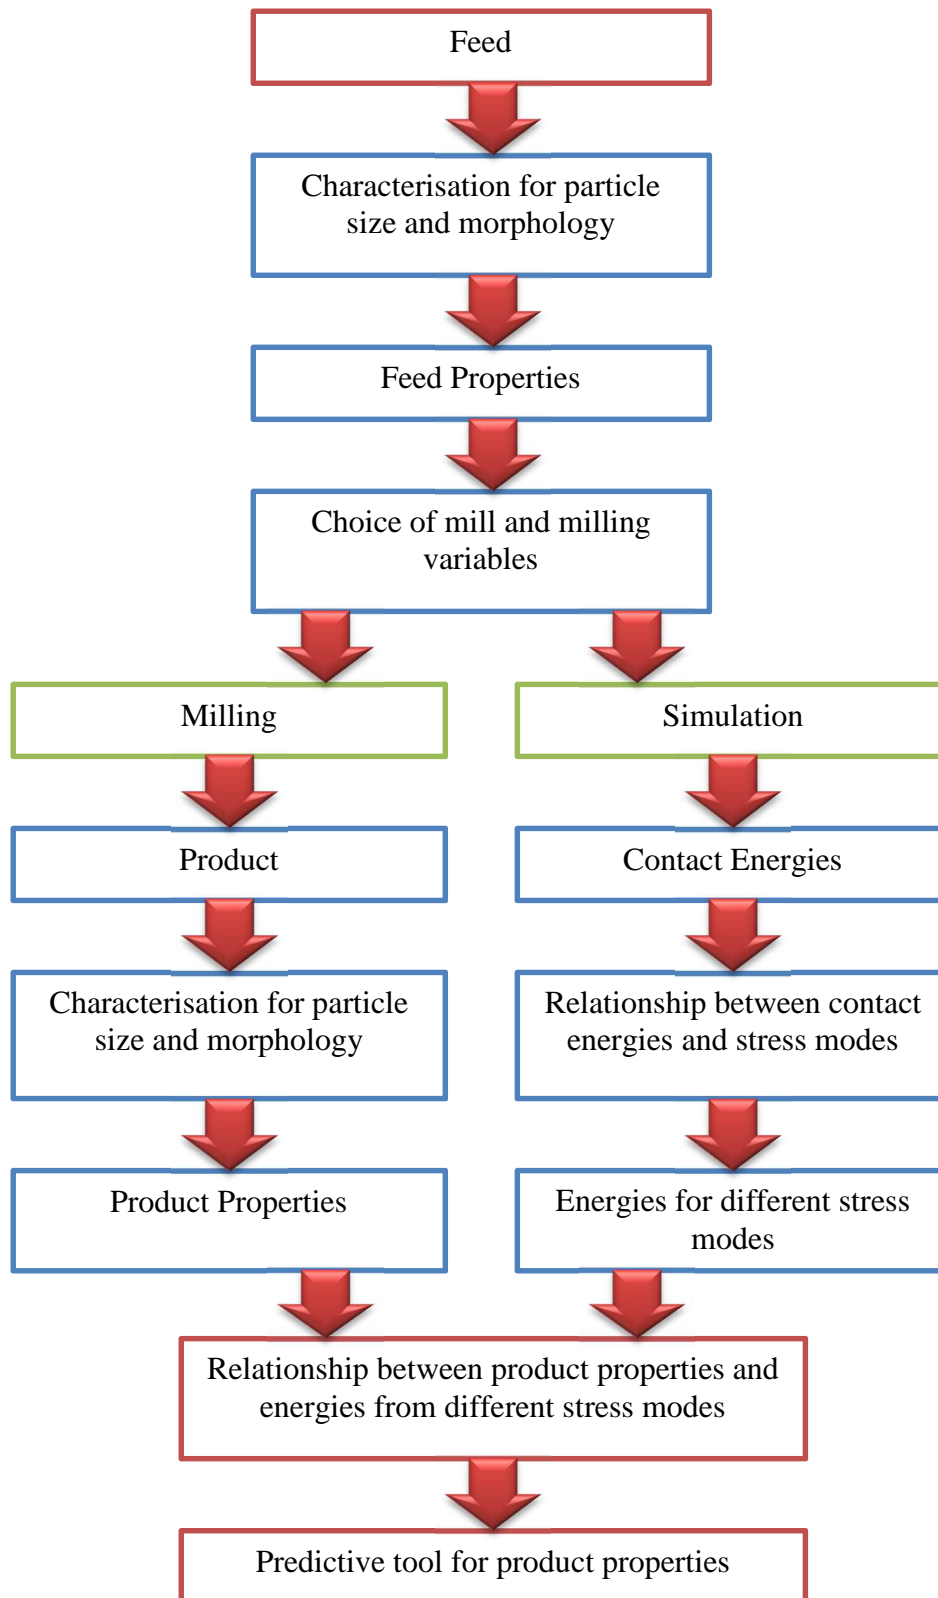 Feed
Characterisation for particle
size and morphology
Feed Properties
Choice of mill and milling
variables
Milling
Simulation
Product
Contact Energies
Characterisation for particle
size and morphology
Relationship between contact
energies and stress modes
Product Properties
Energies for different stress
modes
Relationship between product properties and
energies from different stress modes
Predictive tool for product properties